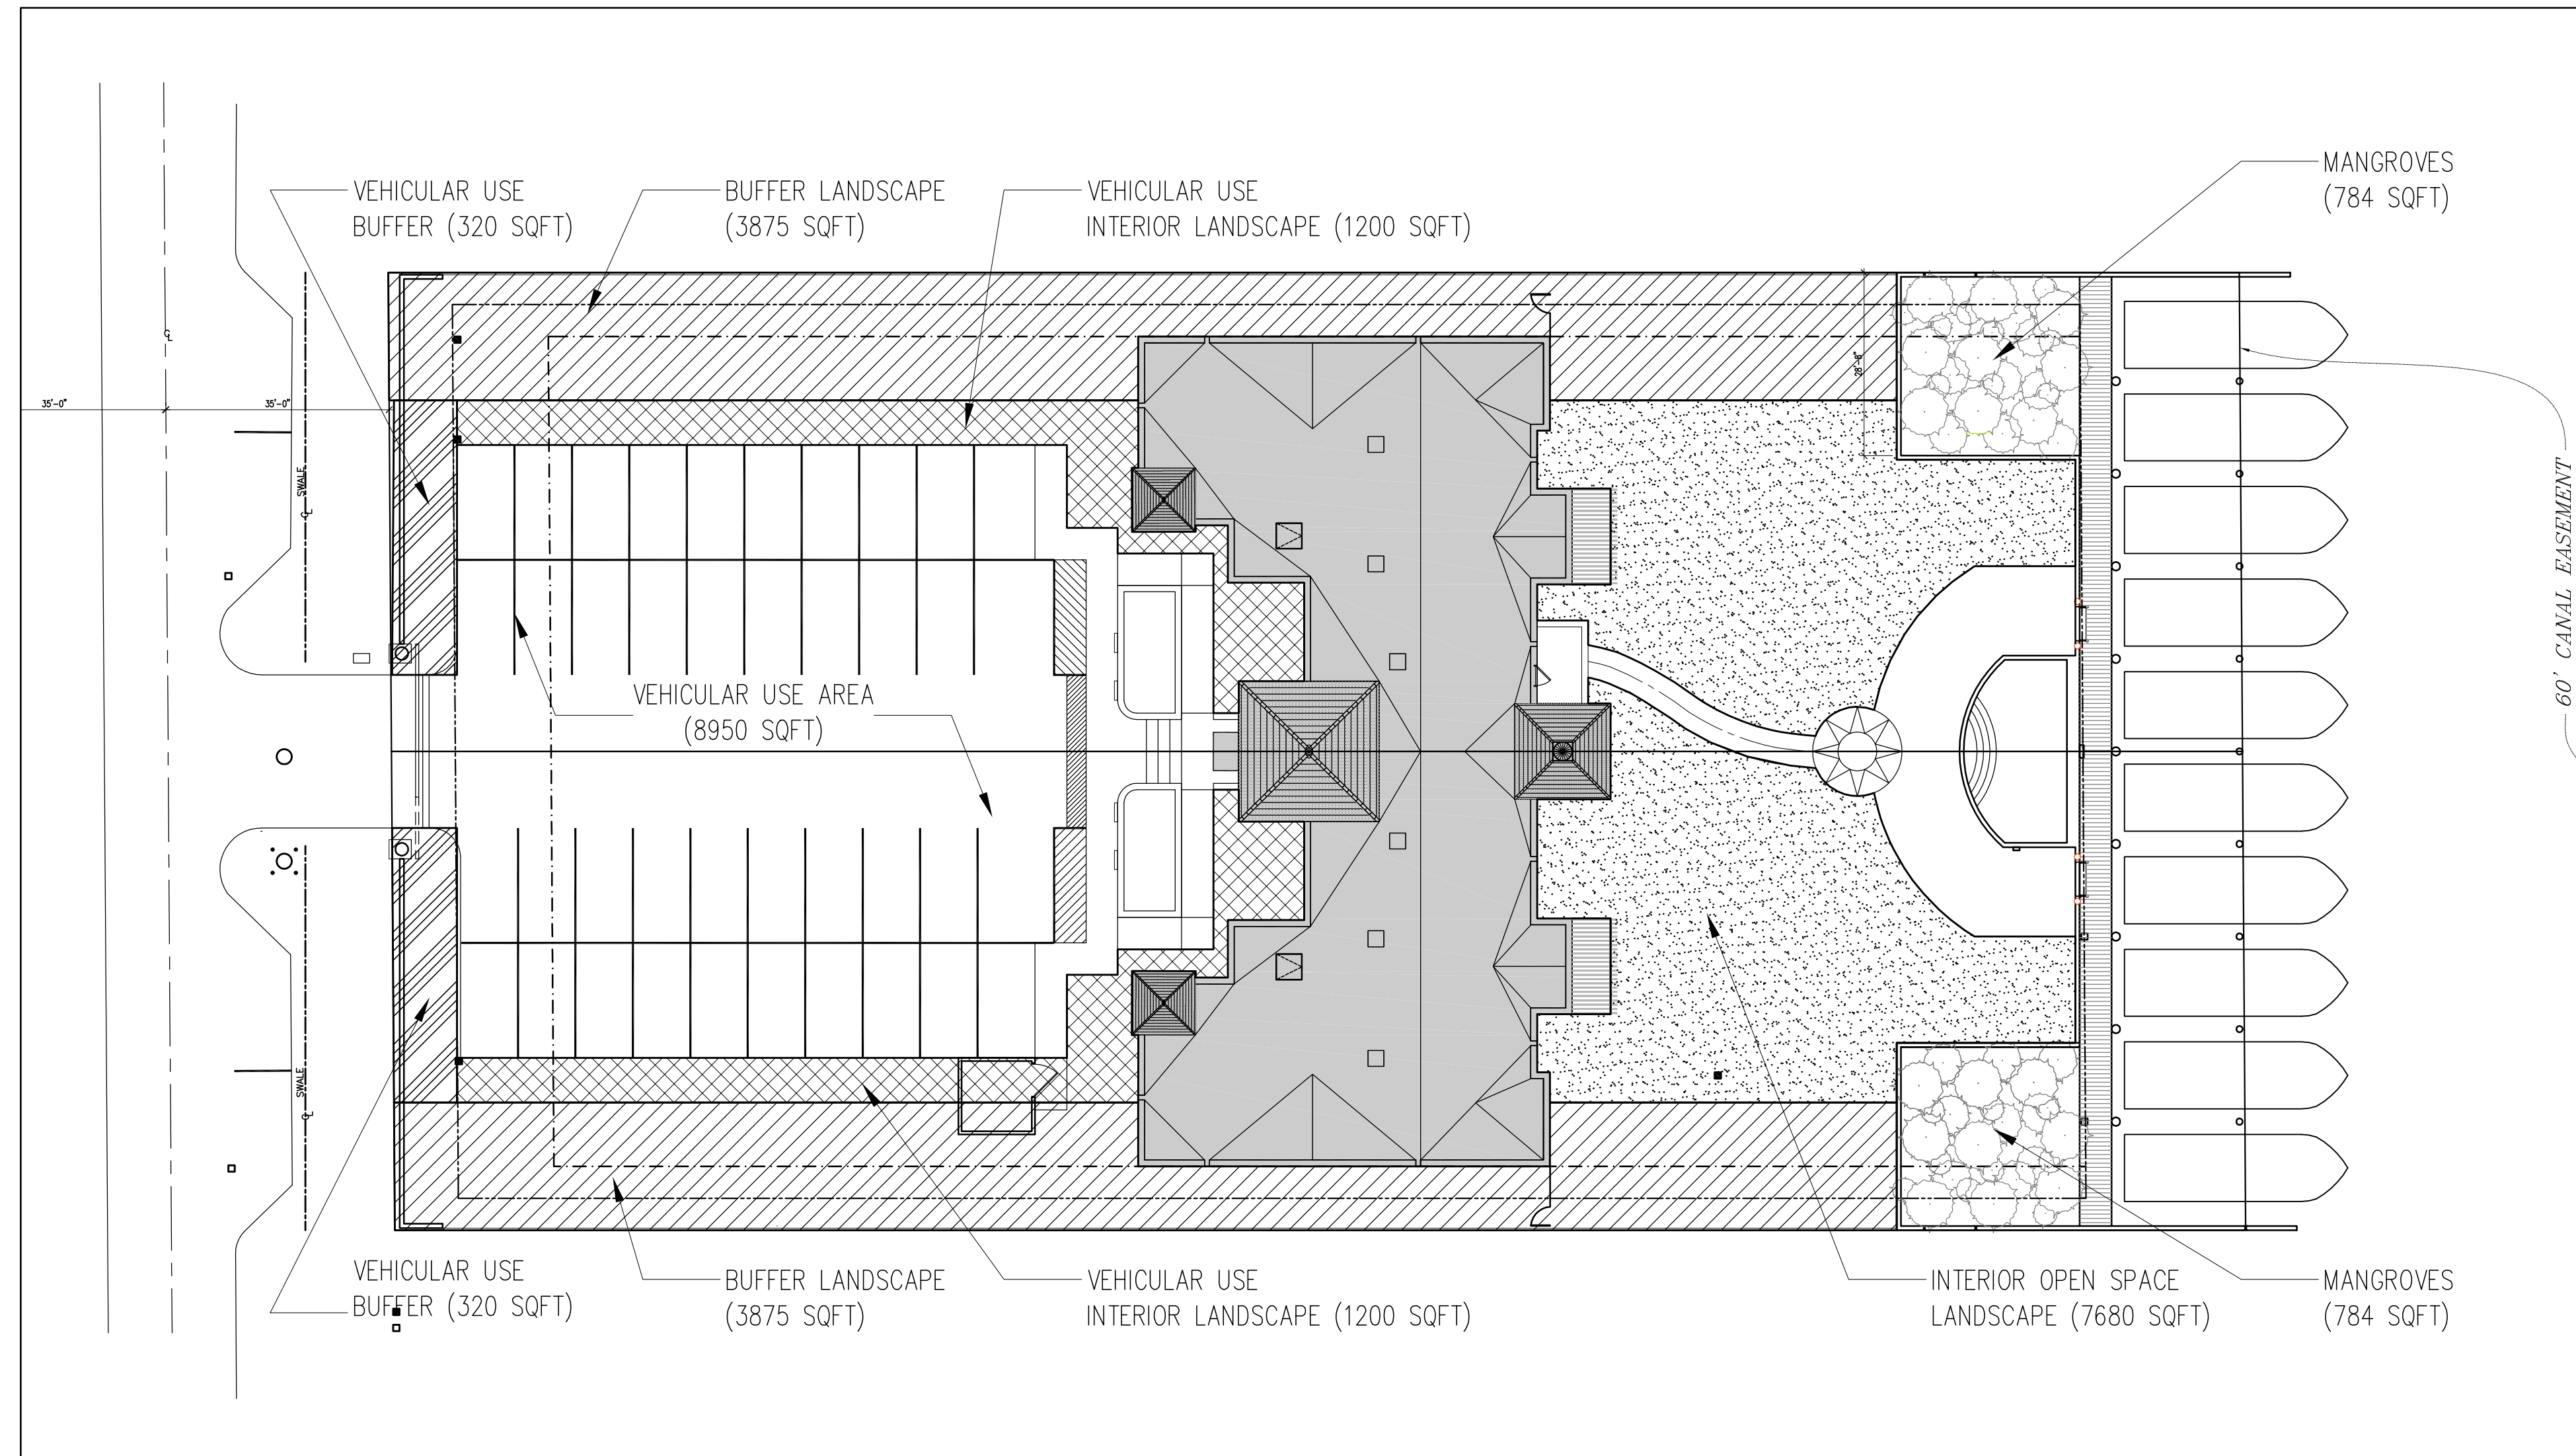 VEHICULAR USE
BUFFER (320 SQFT)
BUFFER LANDSCAPE
(3875 SQFT)
VEHICULAR USE
INTERIOR LANDSCAPE (1200 SQFT)
MANGROVES
(784 SQFT)
35'-0"
35'-0"
28'-8"
SWALE
60' CANAL EASEMENT
VEHICULAR USE AREA
(8950 SQFT)
SWALE
VEHICULAR USE
BUFFER (320 SQFT)
BUFFER LANDSCAPE
(3875 SQFT)
VEHICULAR USE
INTERIOR LANDSCAPE (1200 SQFT)
INTERIOR OPEN SPACE
LANDSCAPE (7680 SQFT)
MANGROVES
(784 SQFT)